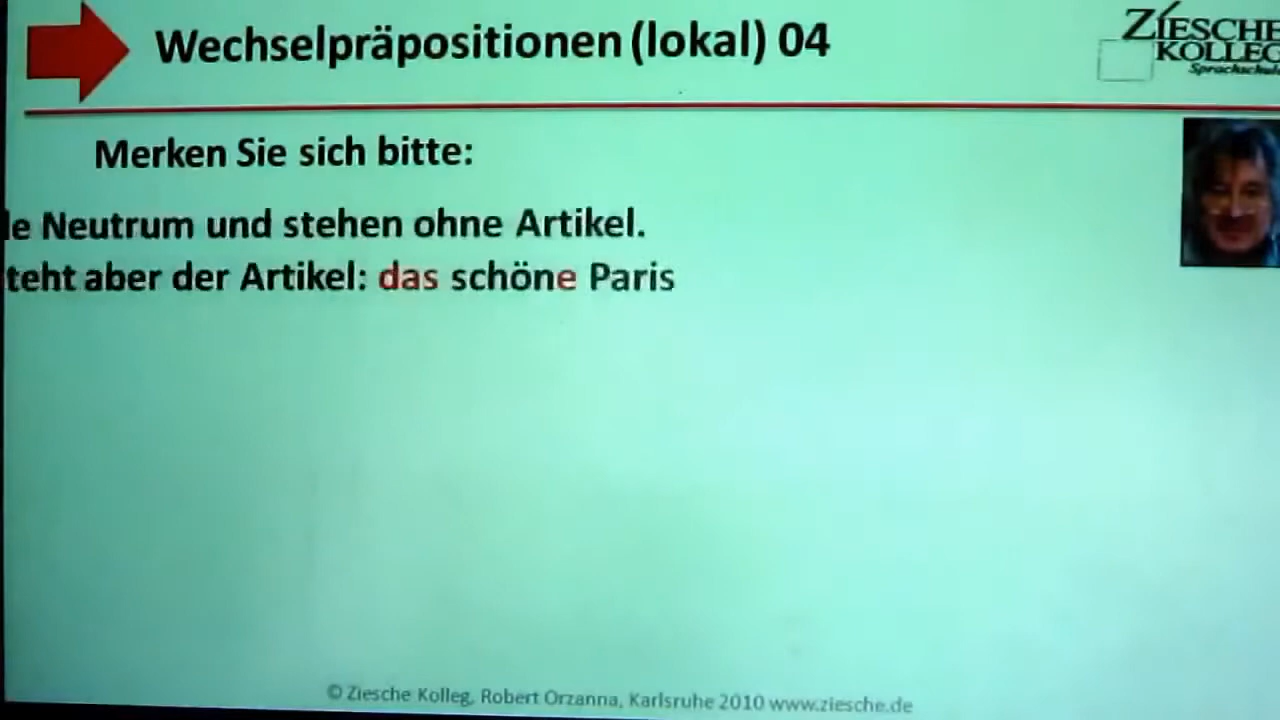 Wechselpräpositionen (lokal) 04
ZIESCHE
KOLLEG
Sprachschule
Merken Sie sich bitte:
le Neutrum und stehen ohne Artikel.
teht aber der Artikel: das schöne Paris
© Ziesche Kolleg, Robert Orzanna, Karlsruhe 2010 www.ziesche.de